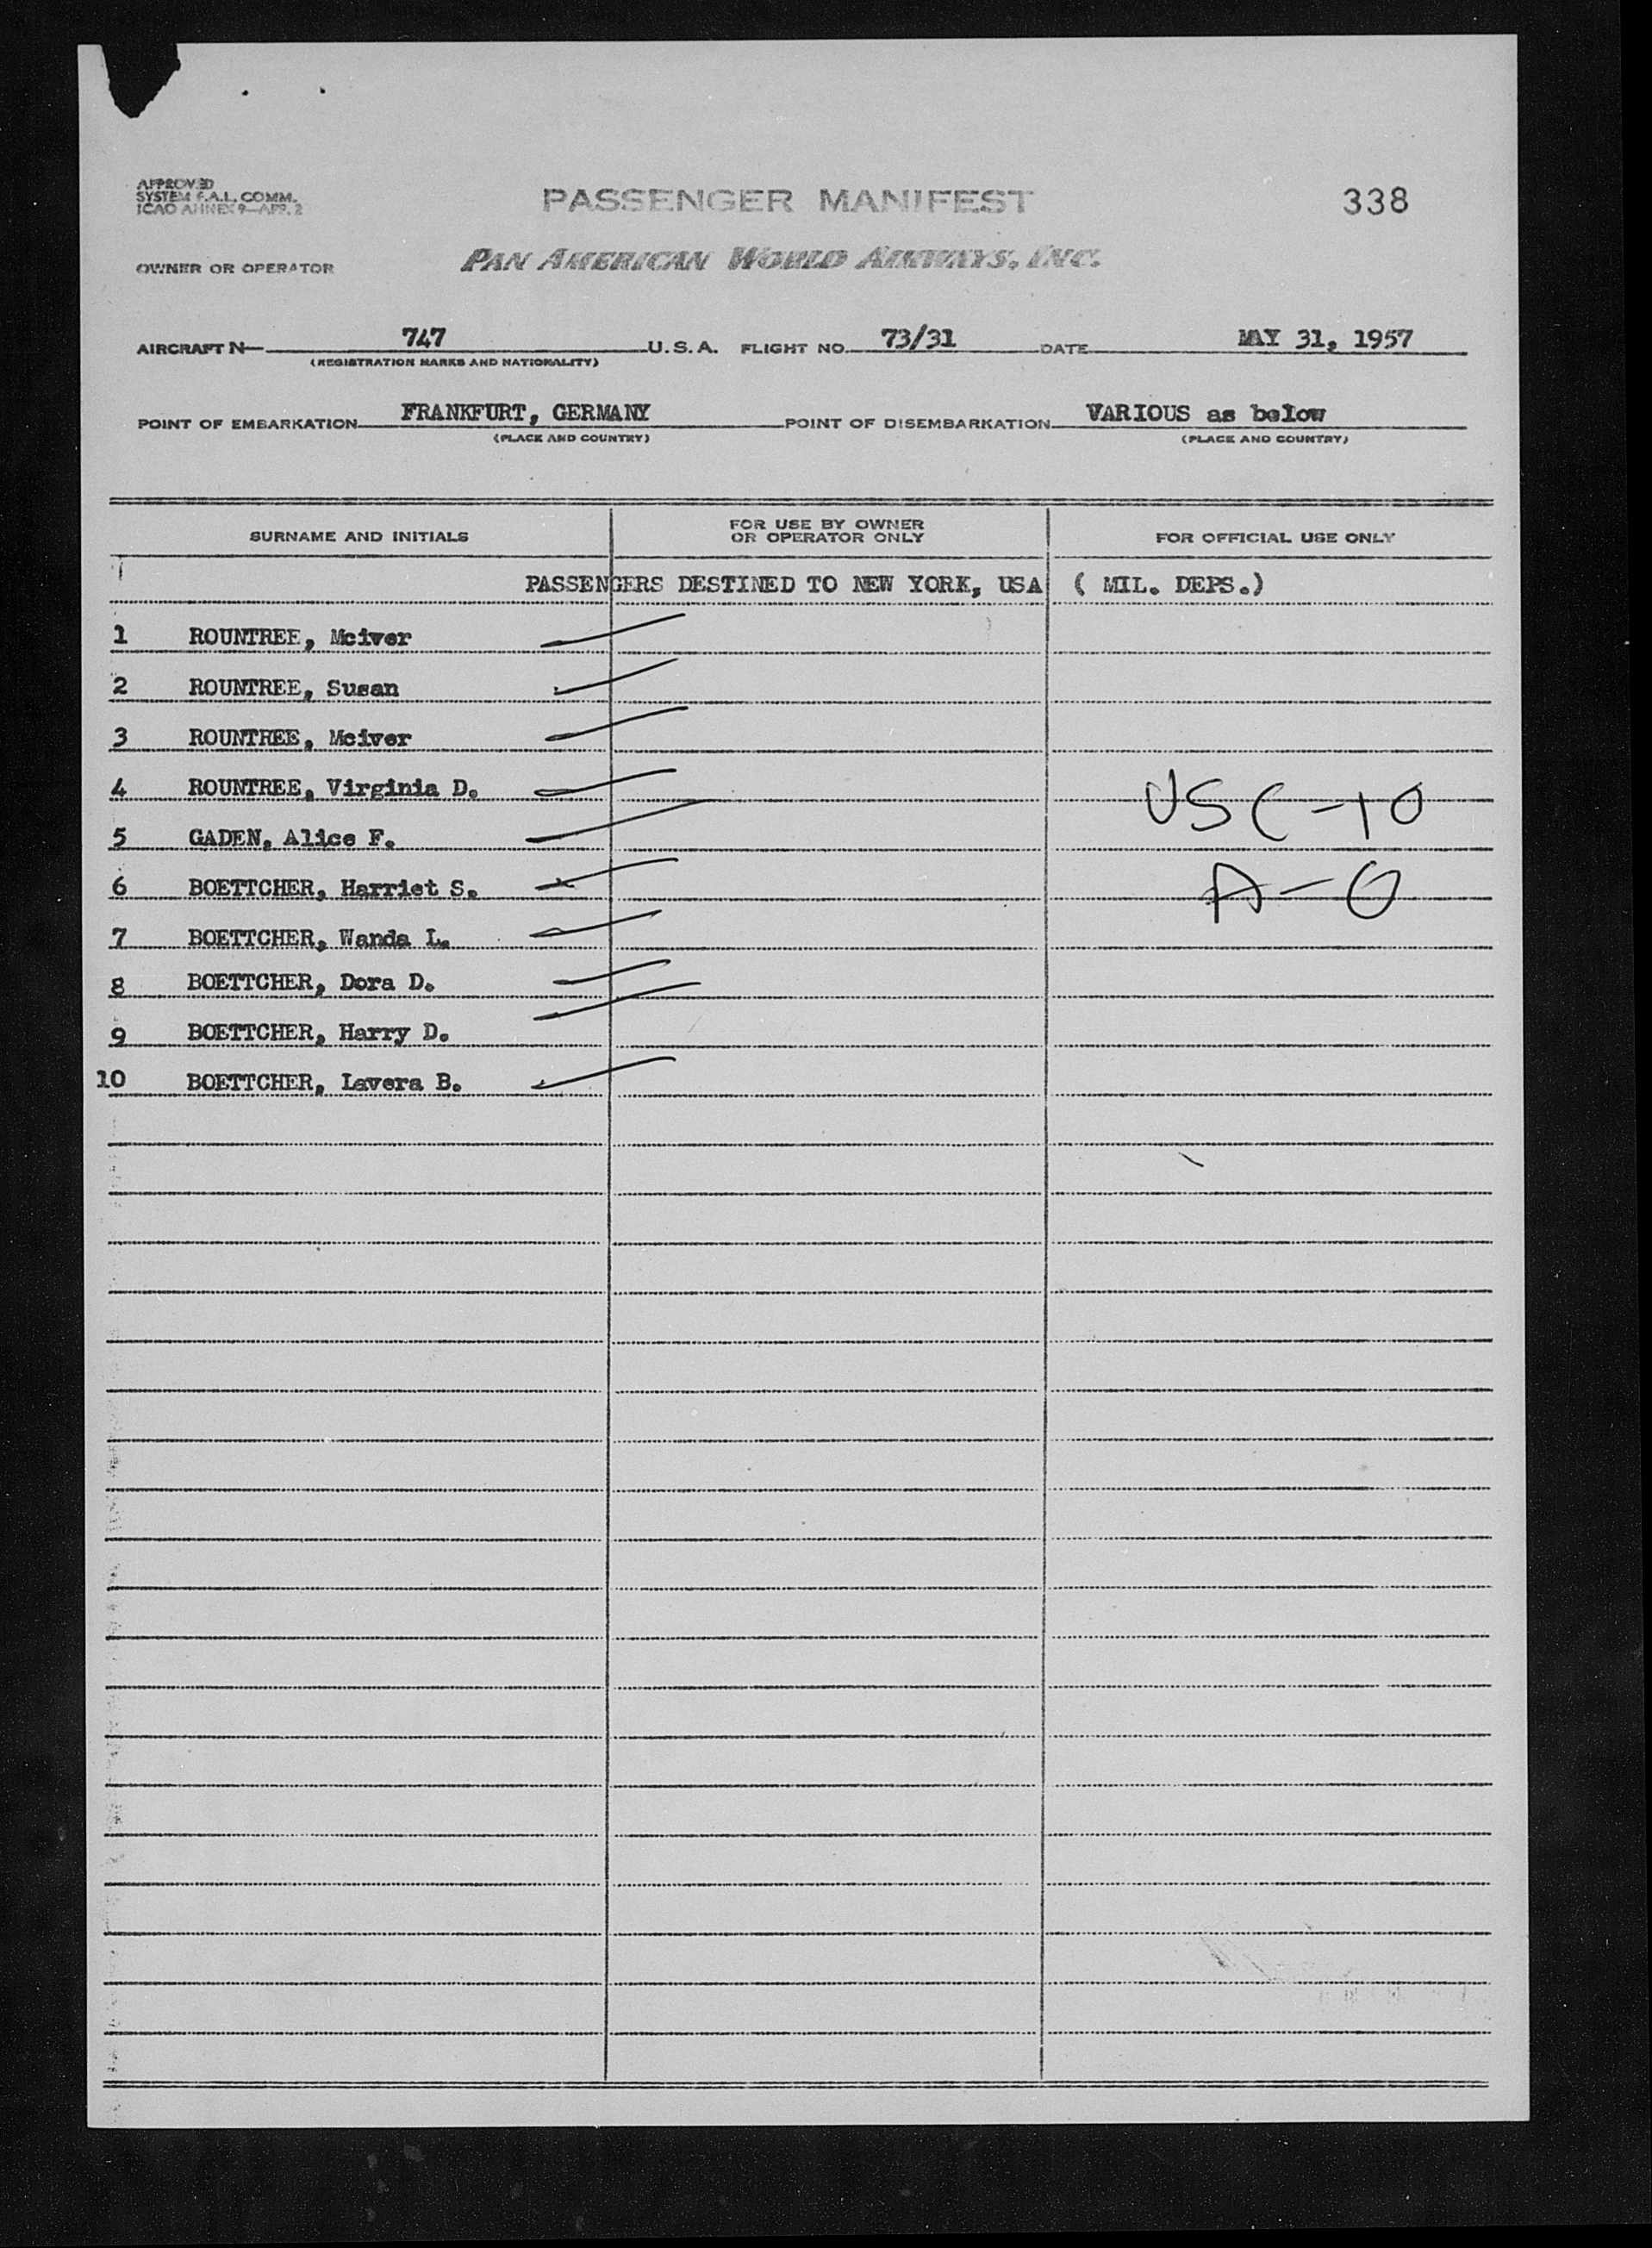 APPROVED
SYSTEM F.A.L. COMM.
ICAO ANNEX 9—APP. 2
PASSENGER MANIFEST
338
OWNER OR OPERATOR
PAN AMERICAN WORLD AIRWAYS, INC.
AIRCRAFT N— 747 U.S.A. FLIGHT NO. 73/31 DATE MAY 31, 1957
(REGISTRATION MARKS AND NATIONALITY)
POINT OF EMBARKATION FRANKFURT, GERMANY POINT OF DISEMBARKATION VARIOUS as below
(PLACE AND COUNTRY) (PLACE AND COUNTRY)
SURNAME AND INITIALS
FOR USE BY OWNER
OR OPERATOR ONLY
FOR OFFICIAL USE ONLY
PASSENGERS DESTINED TO NEW YORK, USA ( MIL. DEPS.)
1 ROUNTREE, Mciver
2 ROUNTREE, Susan
3 ROUNTREE, Mciver
4 ROUNTREE, Virginia D.
USC-10
5 GADEN, Alice F.
6 BOETTCHER, Harriet S.
A-0
7 BOETTCHER, Wanda L.
8 BOETTCHER, Dora D.
9 BOETTCHER, Harry D.
10 BOETTCHER, Lavera B.